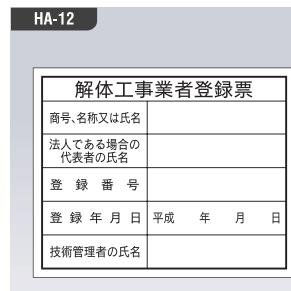 HA-12
解体工事業者登録票
商号、名称又は氏名
法人である場合の
代表者の氏名
登録番号
登録年月日 平成 年 月 日
技術管理者の氏名